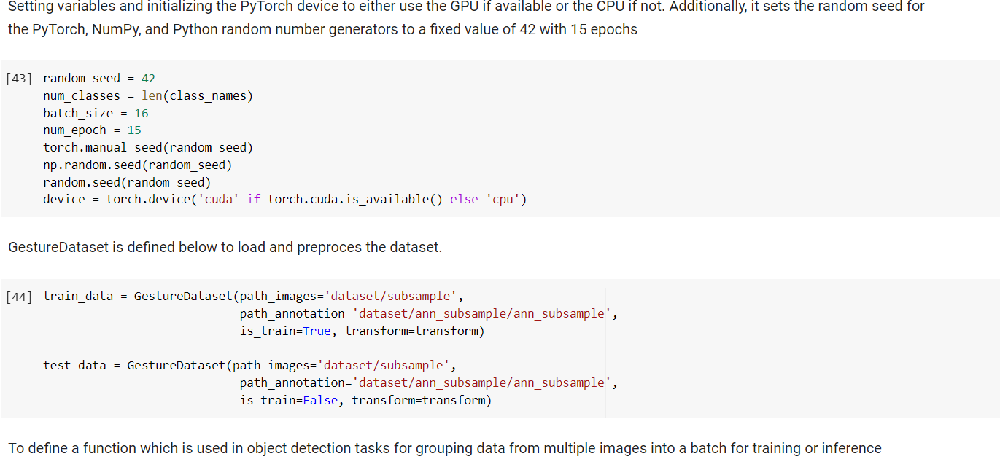 Setting variables and initializing the PyTorch device to either use the GPU if available or the CPU if not. Additionally, it sets the random seed for
the PyTorch, NumPy, and Python random number generators to a fixed value of 42 with 15 epochs
[43] random_seed = 42
num_classes = len(class_names)
batch_size = 16
num_epoch = 15
torch.manual_seed(random_seed)
np.random.seed(random_seed)
random.seed(random_seed)
device = torch.device('cuda' if torch.cuda.is_available() else 'cpu')
GestureDataset is defined below to load and preproces the dataset.
[44] train_data = GestureDataset(path_images='dataset/subsample',
path_annotation='dataset/ann_subsample/ann_subsample',
is_train=True, transform=transform)
test_data = GestureDataset(path_images='dataset/subsample',
path_annotation='dataset/ann_subsample/ann_subsample',
is_train=False, transform=transform)
To define a function which is used in object detection tasks for grouping data from multiple images into a batch for training or inference